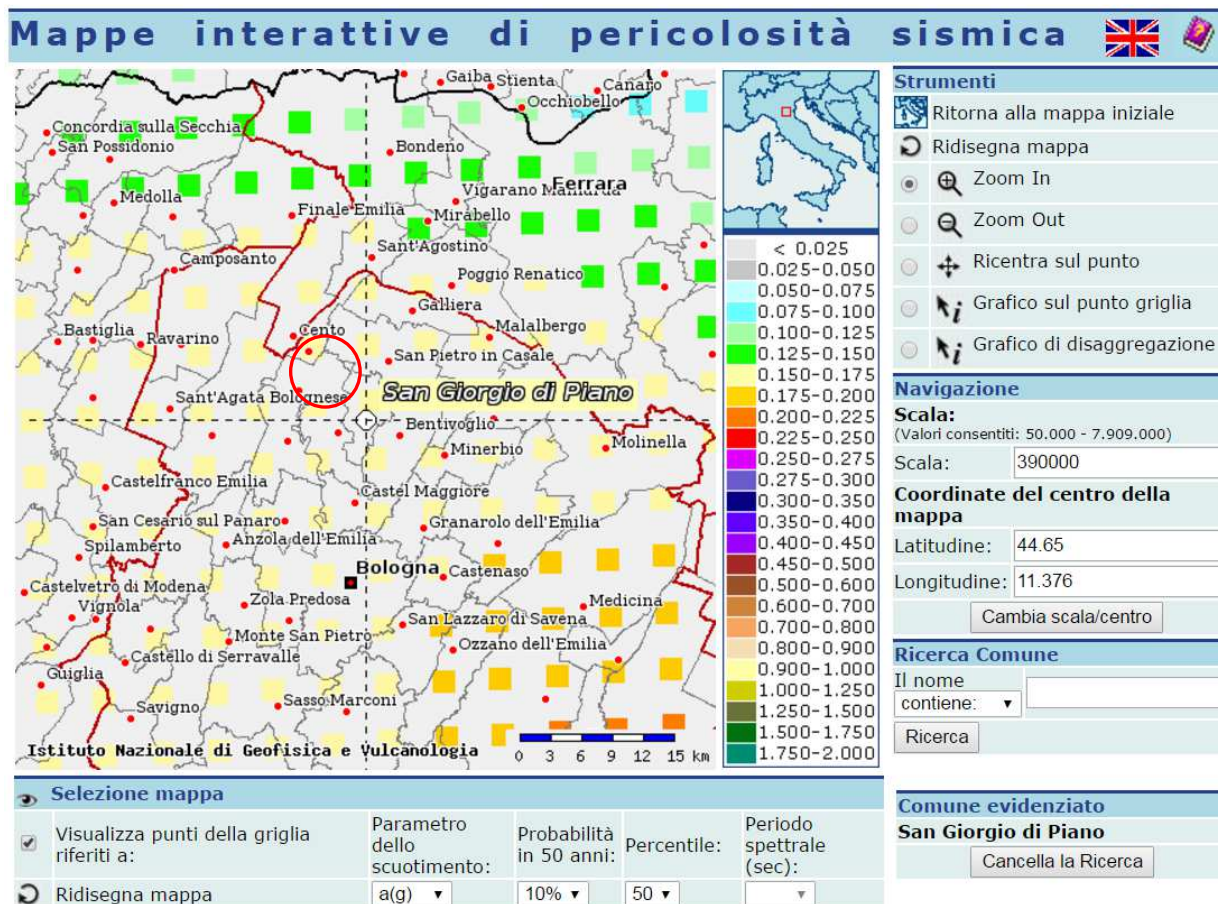 Mappe interattive di pericolosità sismica
Gaiba
Stienta
Canaro
Occhiobello
Concordia sulla Secchia
San Possidonio
Bondeno
Ferrara
Vigarano
Medolla
Finale Emilia
Mirabello
Sant'Agostino
Camposanto
Poggio Renatico
Galliera
Bastiglia
Ravarino
Cento
Malalbergo
San Pietro in Casale
Sant'Agata Bolognese
San Giorgio di Piano
Bentivoglio
Minerbio
Molinella
Castelfranco Emilia
Castel Maggiore
San Cesario sul Panaro
Granarolo dell'Emilia
Spilamberto
Anzola dell'Emilia
Bologna
Castenaso
Castelvetro di Modena
Vignola
Zola Predosa
Medicina
San Lazzaro di Savena
Monte San Pietro
Ozzano dell'Emilia
Castello di Serravalle
Guiglia
Savigno
Sasso Marconi
Istituto Nazionale di Geofisica e Vulcanologia
0 3 6 9 12 15 km
< 0.025
0.025-0.050
0.050-0.075
0.075-0.100
0.100-0.125
0.125-0.150
0.150-0.175
0.175-0.200
0.200-0.225
0.225-0.250
0.250-0.275
0.275-0.300
0.300-0.350
0.350-0.400
0.400-0.450
0.450-0.500
0.500-0.600
0.600-0.700
0.700-0.800
0.800-0.900
0.900-1.000
1.000-1.250
1.250-1.500
1.500-1.750
1.750-2.000
Strumenti
Ritorna alla mappa iniziale
Ridisegna mappa
Zoom In
Zoom Out
Ricentra sul punto
Grafico sul punto griglia
Grafico di disaggregazione
Navigazione
Scala:
(Valori consentiti: 50.000 - 7.909.000)
Scala: 390000
Coordinate del centro della
mappa
Latitudine: 44.65
Longitudine: 11.376
Cambia scala/centro
Ricerca Comune
Il nome
contiene:
Ricerca
Comune evidenziato
San Giorgio di Piano
Cancella la Ricerca
Selezione mappa
Visualizza punti della griglia
riferiti a:
Parametro
dello
scuotimento:
Probabilità
in 50 anni:
Percentile:
Periodo
spettrale
(sec):
Ridisegna mappa
a(g)
10%
50